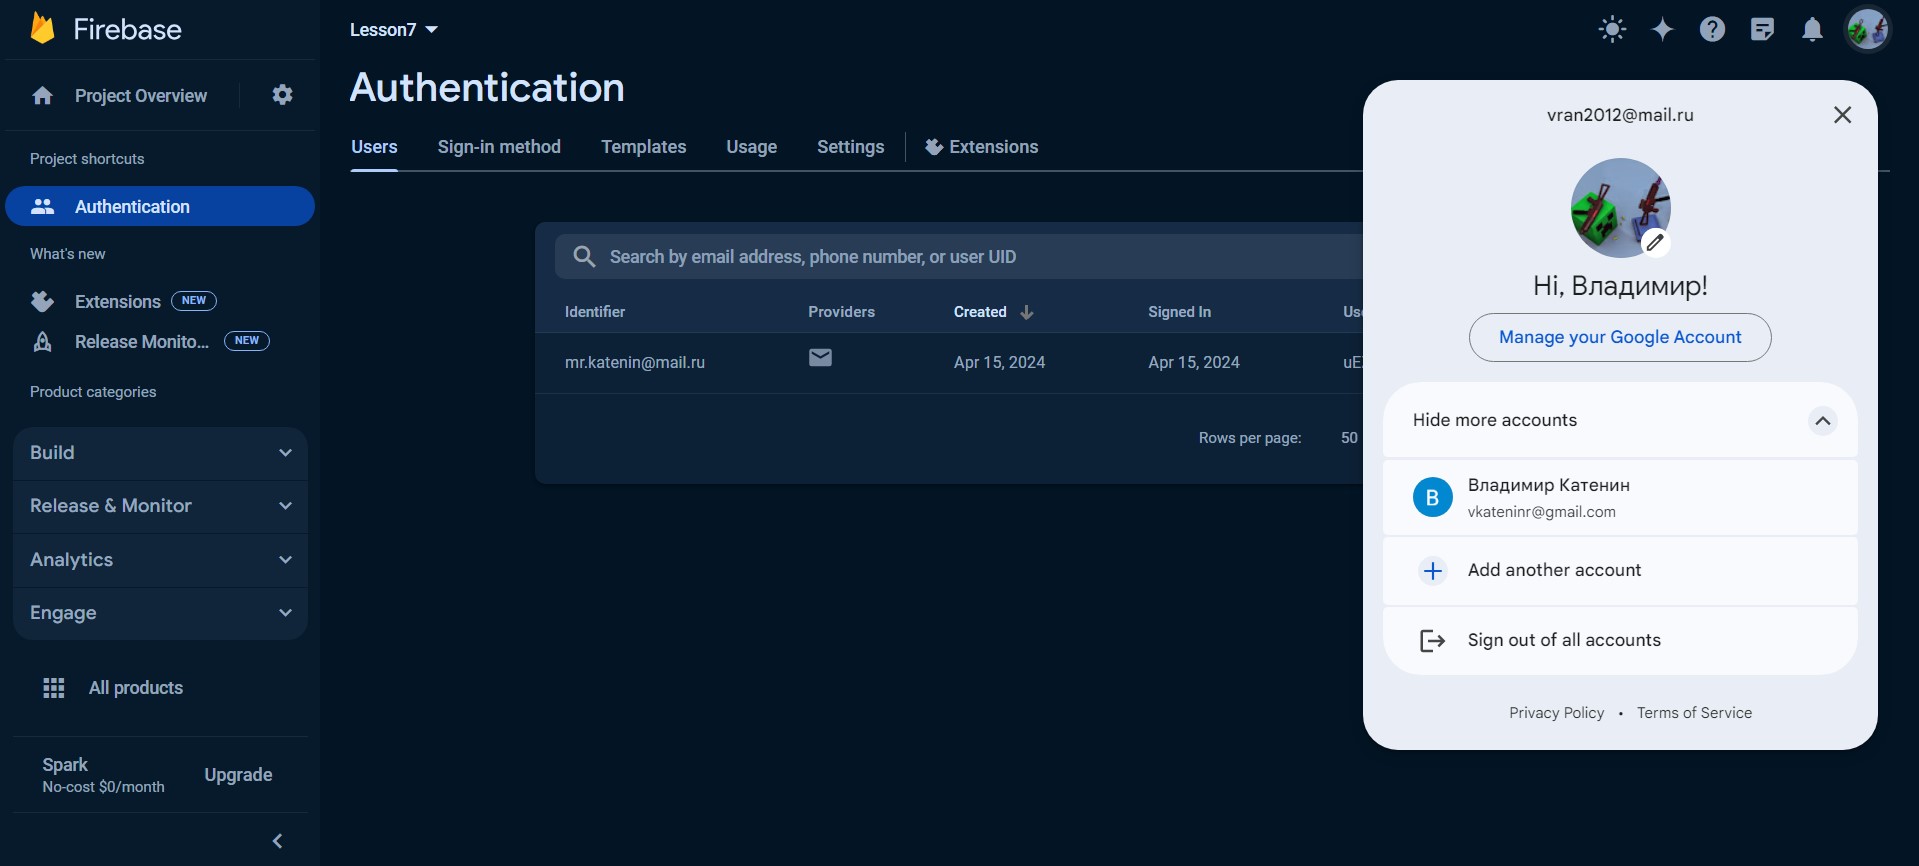 Firebase
Project Overview
Project shortcuts
Authentication
What's new
Extensions NEW
Release Monito... NEW
Product categories
Build
Release & Monitor
Analytics
Engage
All products
Spark
No-cost $0/month
Upgrade
Lesson7
Authentication
Users Sign-in method Templates Usage Settings Extensions
Search by email address, phone number, or user UID
Identifier Providers Created Signed In
mr.katenin@mail.ru Apr 15, 2024 Apr 15, 2024
Rows per page: 50
vran2012@mail.ru
Hi, Владимир!
Manage your Google Account
Hide more accounts
В
Владимир Катенин
vkateninr@gmail.com
Add another account
Sign out of all accounts
Privacy Policy • Terms of Service